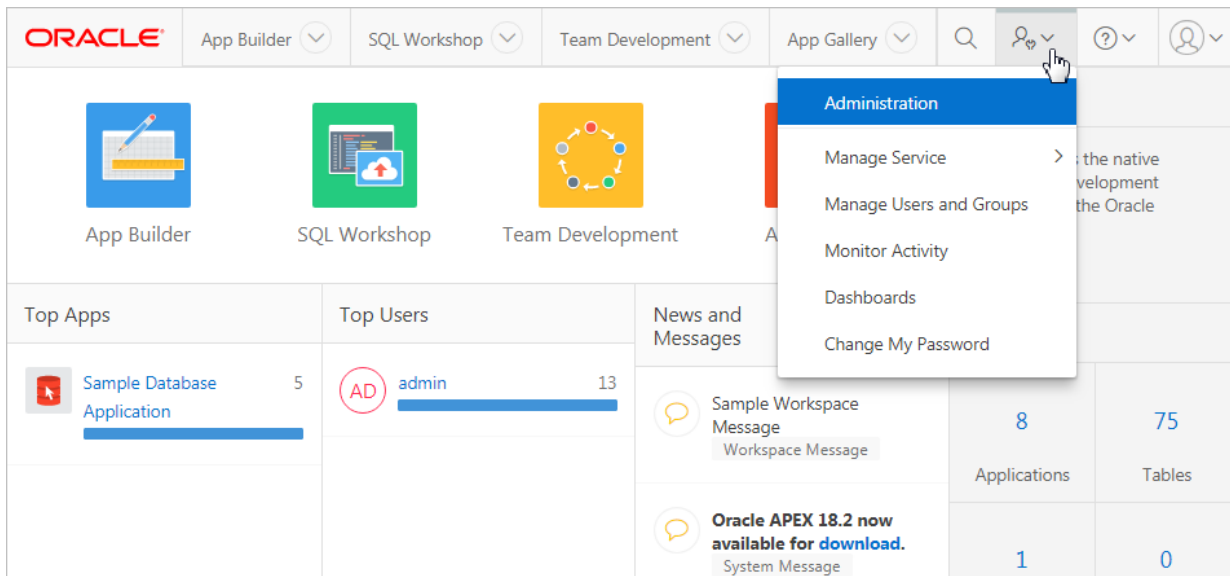 ORACLE
App Builder
SQL Workshop
Team Development
App Gallery
Administration
Manage Service
Manage Users and Groups
Monitor Activity
Dashboards
Change My Password
the native
velopment
the Oracle
App Builder
SQL Workshop
Team Development
A
Top Apps
Top Users
News and
Messages
Sample Database
Application
5
AD
admin
13
Sample Workspace
Message
Workspace Message
Oracle APEX 18.2 now
available for download.
System Message
8
Applications
75
Tables
1
0